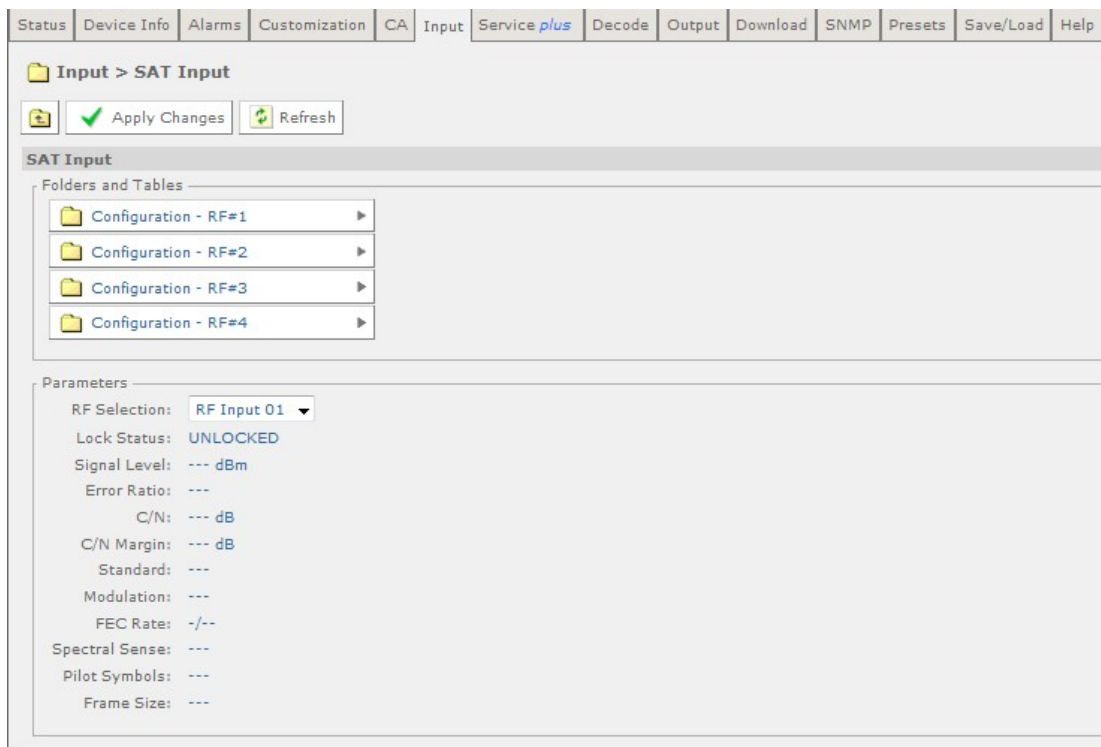 Status Device Info Alarms Customization CA Input Service plus Decode Output Download SNMP Presets Save/Load Help
Input > SAT Input
Apply Changes Refresh
SAT Input
Folders and Tables
Configuration - RF#1
Configuration - RF#2
Configuration - RF#3
Configuration - RF#4
Parameters
RF Selection: RF Input 01
Lock Status: UNLOCKED
Signal Level: --- dBm
Error Ratio: ---
C/N: --- dB
C/N Margin: --- dB
Standard: ---
Modulation: ---
FEC Rate: -/--
Spectral Sense: ---
Pilot Symbols: ---
Frame Size: ---